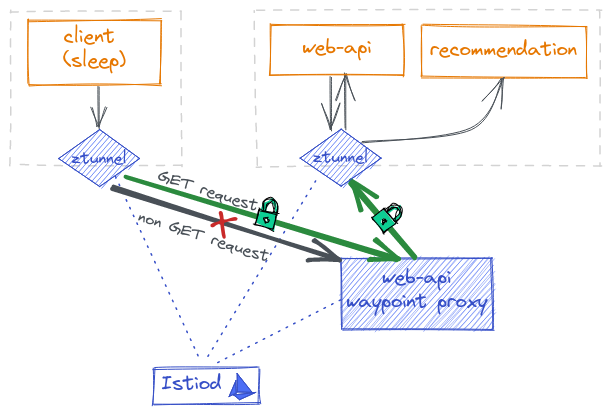 client
(sleep)
web-api
recommendation
ztunnel
ztunnel
GET request
non GET request
web-api
waypoint proxy
Istiod